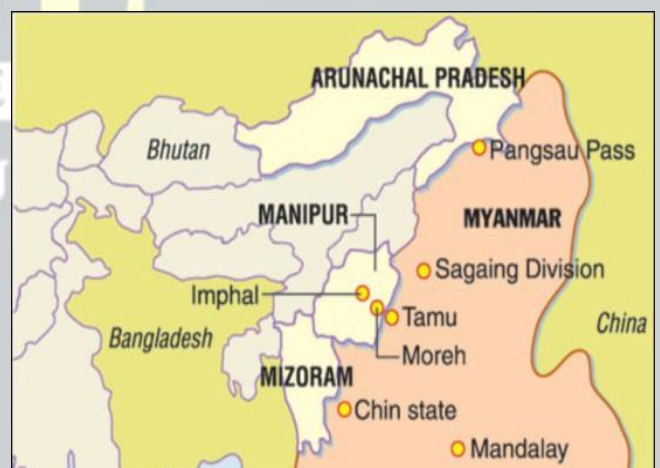 ARUNACHAL PRADESH
Bhutan
Pangsau Pass
MANIPUR
MYANMAR
Sagaing Division
Imphal
Tamu
China
Bangladesh
Moreh
MIZORAM
Chin state
Mandalay